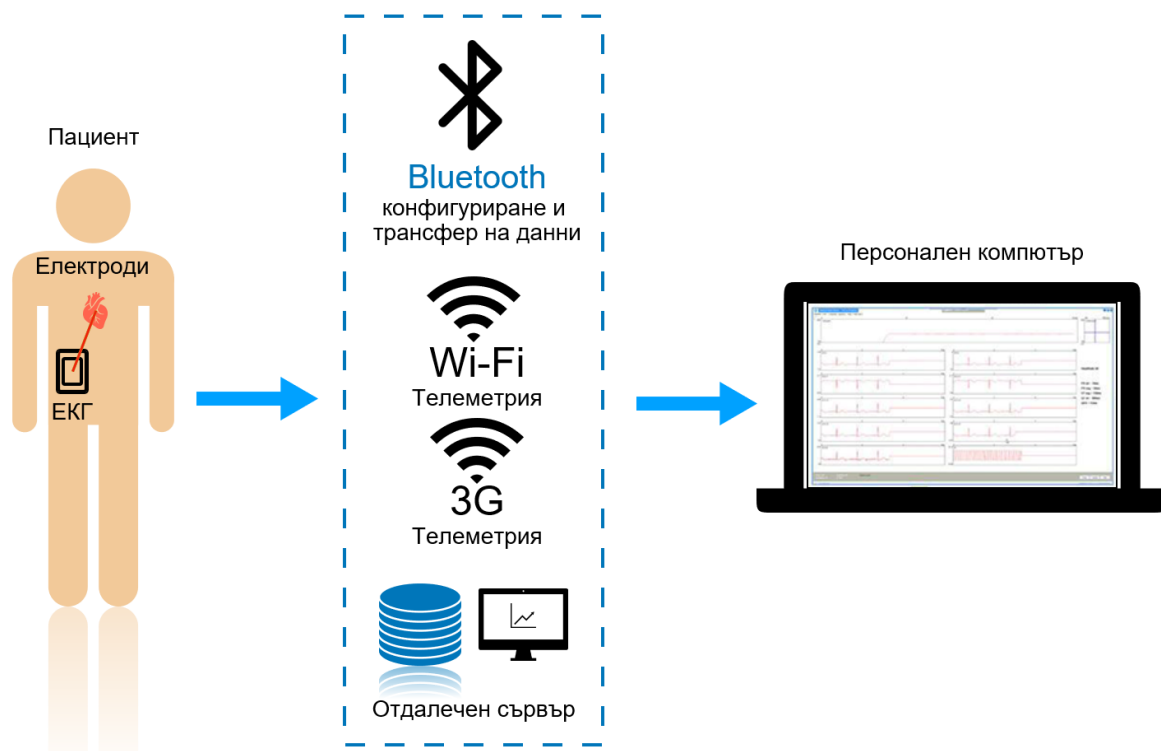 Пациент
Електроди
ЕКГ
Bluetooth
конфигуриране и
трансфер на данни
Wi-Fi
Телеметрия
3G
Телеметрия
Отдалечен сървър
Персонален компютър